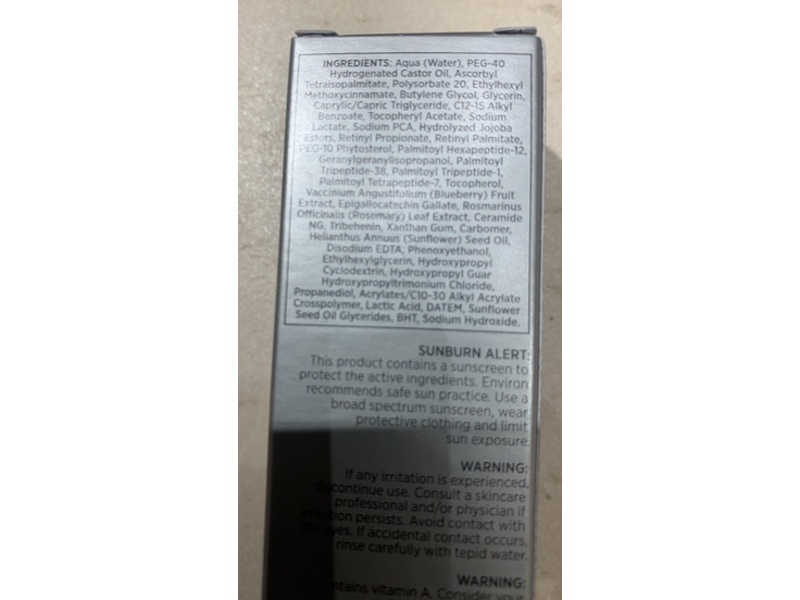 INGREDIENTS: Aqua (Water), PEG-40
Hydrogenated Castor Oil, Ascorbyl
Tetraisopalmitate, Polysorbate 20, Ethylhexyl
Methoxycinnamate, Butylene Glycol, Glycerin,
Caprylic/Capric Triglyceride, C12-15 Alkyl
Benzoate, Tocopheryl Acetate, Sodium
Lactate, Sodium PCA, Hydrolyzed Jojoba
Esters, Retinyl Propionate, Retinyl Palmitate,
PEG-10 Phytosterol, Palmitoyl Hexapeptide-12,
Geranylgeranylisopropanol, Palmitoyl
Tripeptide-38, Palmitoyl Tripeptide-1,
Palmitoyl Tetrapeptide-7, Tocopherol,
Vaccinium Angustifolium (Blueberry) Fruit
Extract, Epigallocatechin Gallate, Rosmarinus
Officinalis (Rosemary) Leaf Extract, Ceramide
NG, Tribehenin, Xanthan Gum, Carbomer,
Helianthus Annuus (Sunflower) Seed Oil,
Disodium EDTA, Phenoxyethanol,
Ethylhexylglycerin, Hydroxypropyl
Cyclodextrin, Hydroxypropyl Guar
Hydroxypropyltrimonium Chloride,
Propanediol, Acrylates/C10-30 Alkyl Acrylate
Crosspolymer, Lactic Acid, DATEM, Sunflower
Seed Oil Glycerides, BHT, Sodium Hydroxide.
SUNBURN ALERT:
This product contains a sunscreen to
protect the active ingredients. Environ
recommends safe sun practice. Use a
broad spectrum sunscreen, wear
protective clothing and limit
sun exposure.
WARNING:
If any irritation is experienced,
discontinue use. Consult a skincare
professional and/or physician if
irritation persists. Avoid contact with
the eyes. If accidental contact occurs,
rinse carefully with tepid water.
WARNING:
Contains vitamin A. Consider your